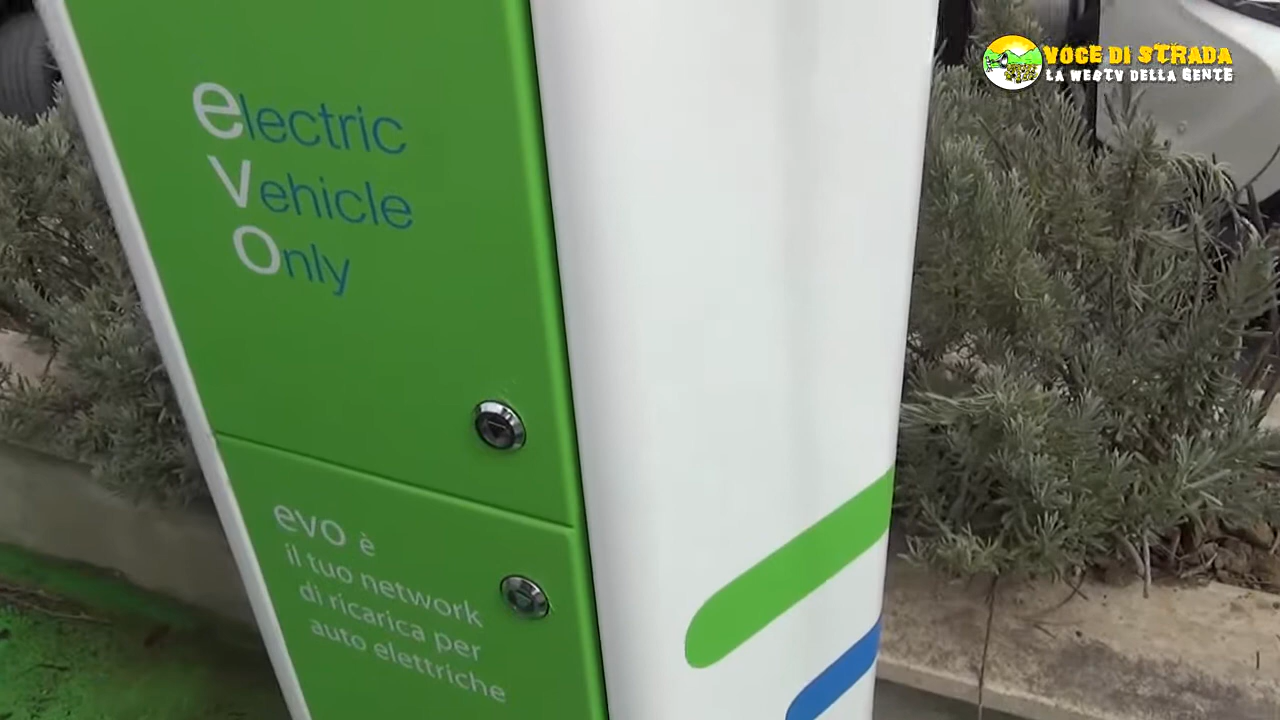 VOCE DI STRADA
LA WEBTV DELLA GENTE
electric
vehicle
only
evo è
il tuo network
di ricarica per
auto elettriche